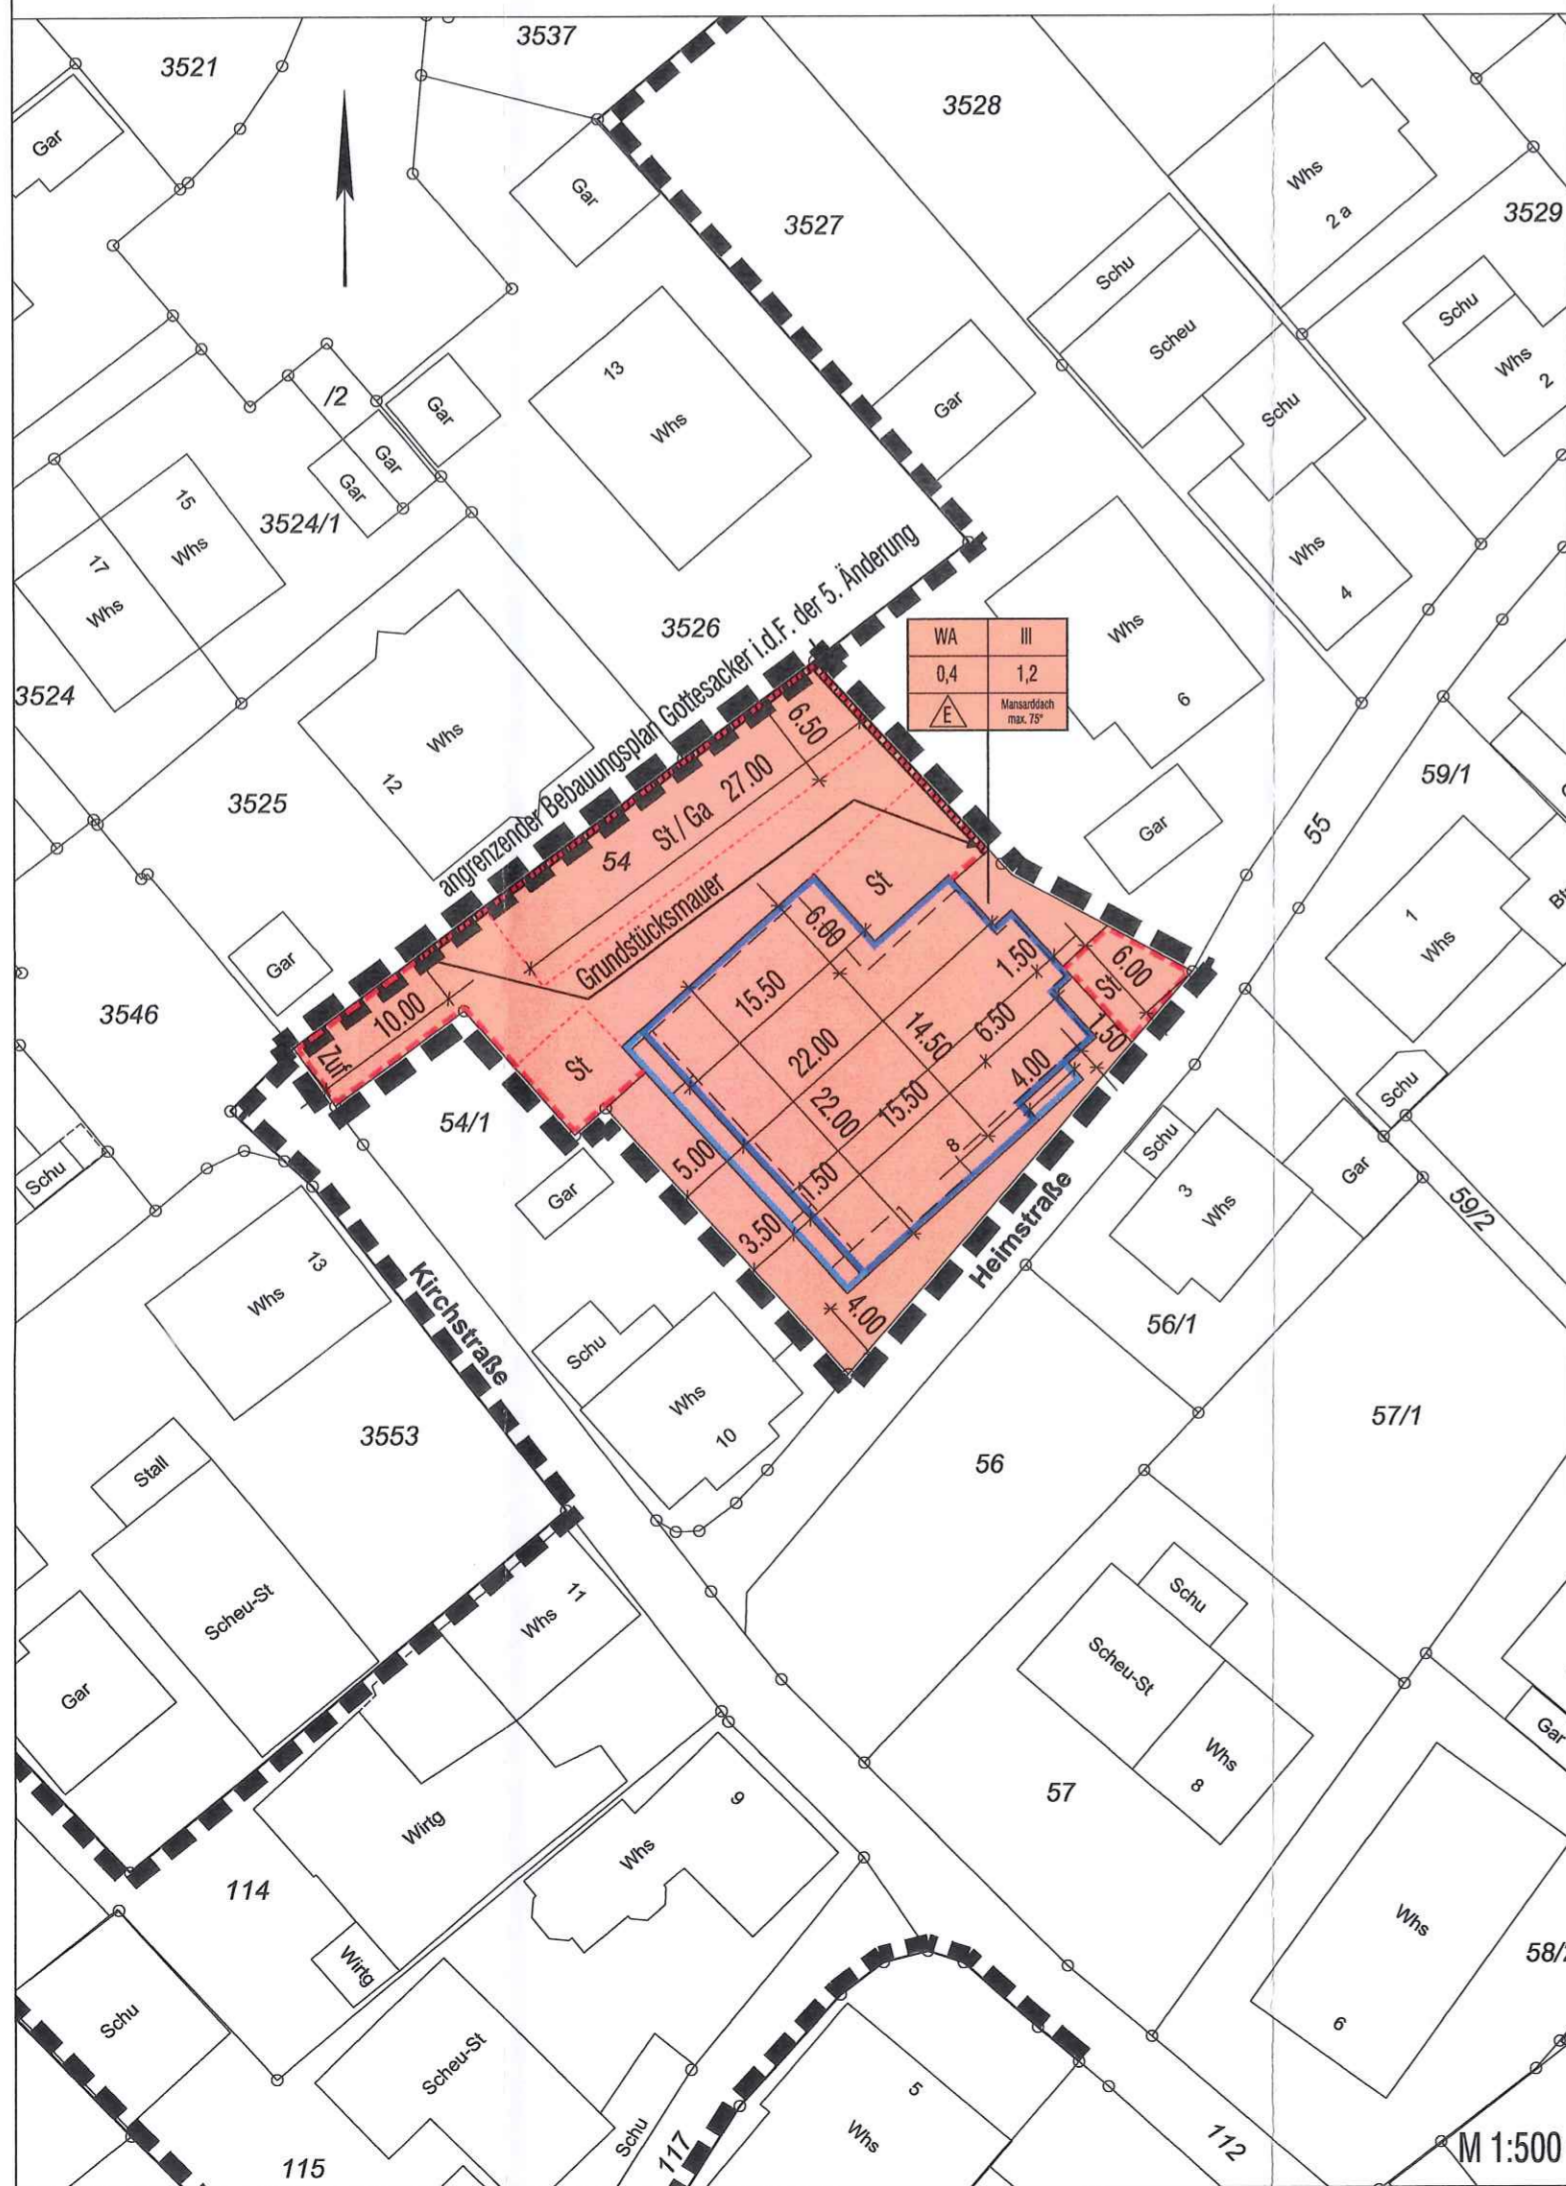 3537
3521
3528
Gar
Whs
2 a
Gar
3527
3529
Schu
Scheu
Schu
Whs
2
13
Whs
/2
Gar
Gar
Gar
Gar
Schu
15
Whs
3524/1
17
Whs
Whs
4
angrenzender Bebauungsplan Gottesacker i.d.F. der 5. Änderung
3526
WA
III
0,4
1,2
E
Mansarddach
max. 75°
Whs
6
3524
Whs
12
3525
6.50
27.00
St / Ga
54
59/1
55
Gar
Grundstücksmauer
St
6.00
1
Whs
Gar
10.00
Zuf.
15.50
1.50
6.00
St
3546
22.00
14.50
6.50
1.50
St
4.00
22.00
15.50
54/1
8
5.00
1.50
3.50
4.00
Schu
Schu
Gar
Schu
3
Whs
Gar
59/2
Heimstraße
13
Whs
Kirchstraße
56/1
Schu
Whs
10
3553
57/1
56
Stall
Scheu-St
11
Whs
Gar
Schu
Scheu-St
Whs
8
Gar
57
Wirtg
9
Whs
114
Wirtg
Whs
6
Schu
Scheu-St
Schu
5
Whs
117
115
112
M 1:500